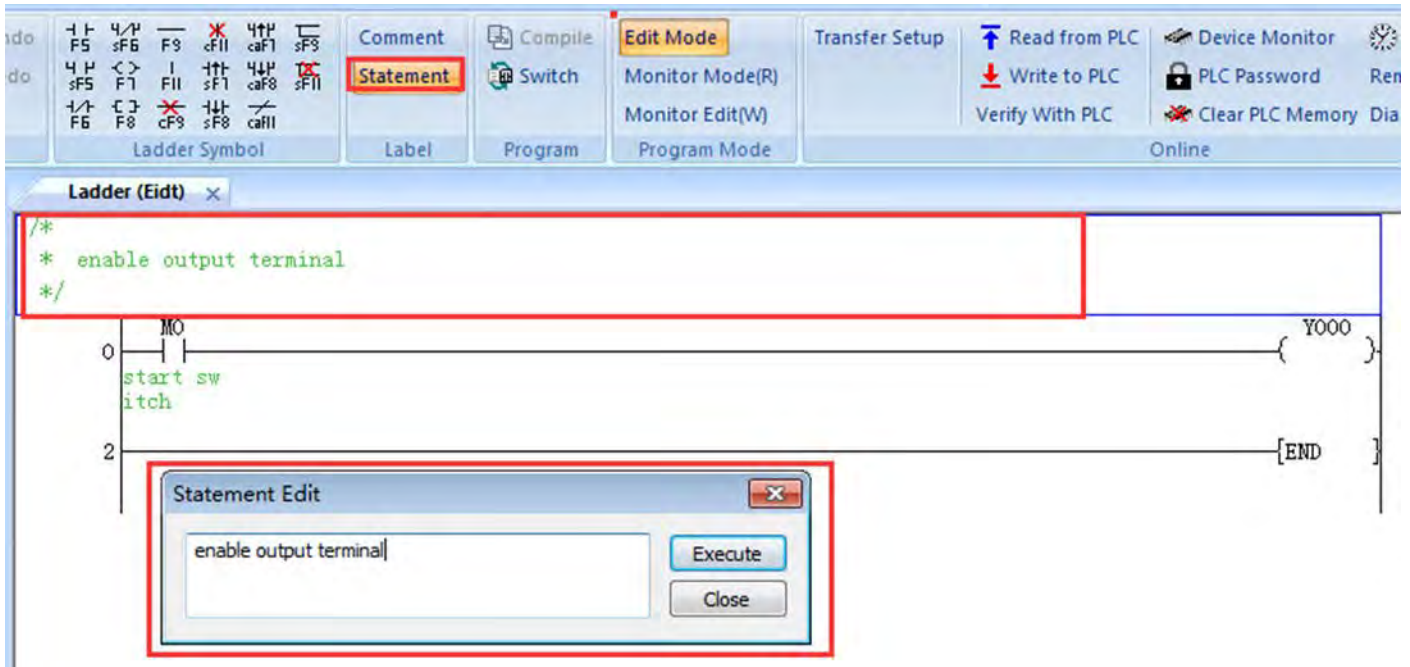 ndo F5 sF6 F9 cF11 caF7 sF9 Comment Compile Edit Mode Transfer Setup Read from PLC Device Monitor
do sF5 F7 F11 sF7 caF8 sF11 Statement Switch Monitor Mode(R) Write to PLC PLC Password Rem
F6 F8 cF9 sF8 caf11 Monitor Edit(W) Verify With PLC Clear PLC Memory Dia
Ladder Symbol Label Program Program Mode Online
Ladder (Eidt)
/*
* enable output terminal
*/
M0 Y000
0
start sw
itch
2 END
Statement Edit
enable output terminal
Execute
Close